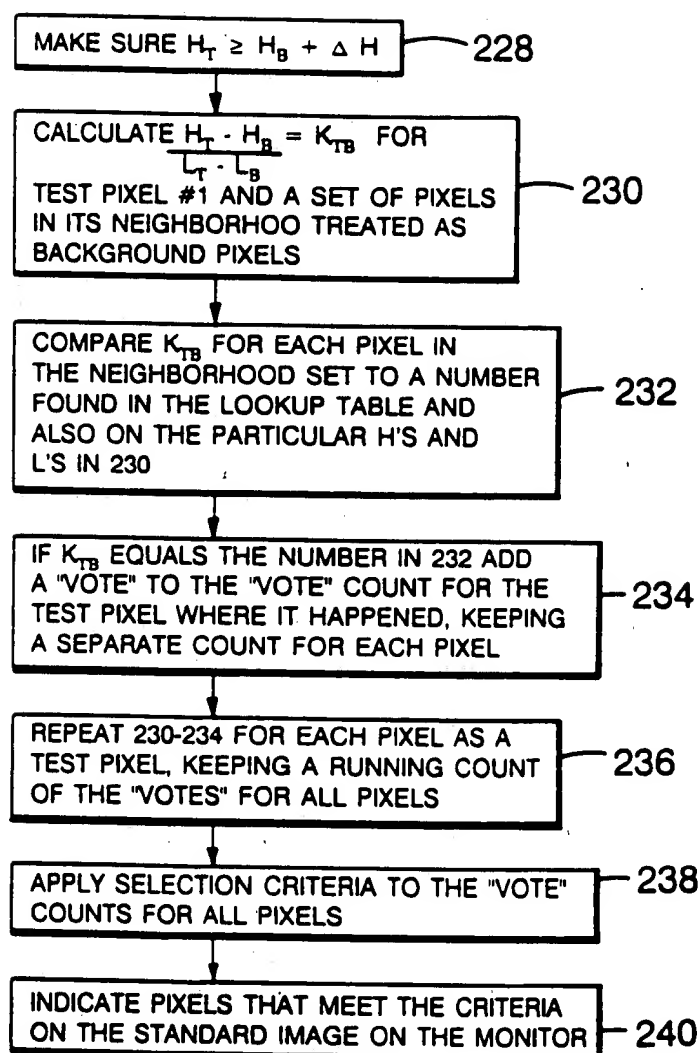 MAKE SURE H_T ≥ H_B + Δ H
228
CALCULATE H_T - H_B = K_TB FOR
L_T - L_B
TEST PIXEL #1 AND A SET OF PIXELS
IN ITS NEIGHBORHOO TREATED AS
BACKGROUND PIXELS
230
COMPARE K_TB FOR EACH PIXEL IN
THE NEIGHBORHOOD SET TO A NUMBER
FOUND IN THE LOOKUP TABLE AND
ALSO ON THE PARTICULAR H'S AND
L'S IN 230
232
IF K_TB EQUALS THE NUMBER IN 232 ADD
A "VOTE" TO THE "VOTE" COUNT FOR THE
TEST PIXEL WHERE IT HAPPENED, KEEPING
A SEPARATE COUNT FOR EACH PIXEL
234
REPEAT 230-234 FOR EACH PIXEL AS A
TEST PIXEL, KEEPING A RUNNING COUNT
OF THE "VOTES" FOR ALL PIXELS
236
APPLY SELECTION CRITERIA TO THE "VOTE"
COUNTS FOR ALL PIXELS
238
INDICATE PIXELS THAT MEET THE CRITERIA
ON THE STANDARD IMAGE ON THE MONITOR
240